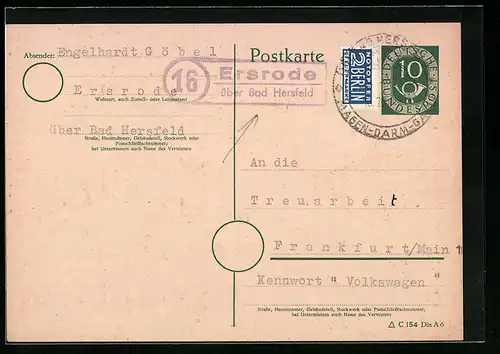 Absender: Engelhardt Göbel
Ersrode
Wohnort, auch Zustell- oder Leitpostamt
über Bad Hersfeld
Straße, Hausnummer, Gebäudeteil, Stockwerk oder
Postschließfachnummer;
bei Untermietern auch Name des Vermieters
Postkarte
16
Ersrode
über Bad Hersfeld
NOTOPFER
2 BERLIN
STEUERMARKE
DEUTSCHE BUNDESPOST
10
BAD HERSF
An die
Treuarbeit
Frankfurt/Main
Kennwort " Volkswagen "
Straße, Hausnummer, Gebäudeteil, Stockwerk oder Postschließfachnummer;
bei Untermietern auch Name des Vermieters
C 154 Din A 6